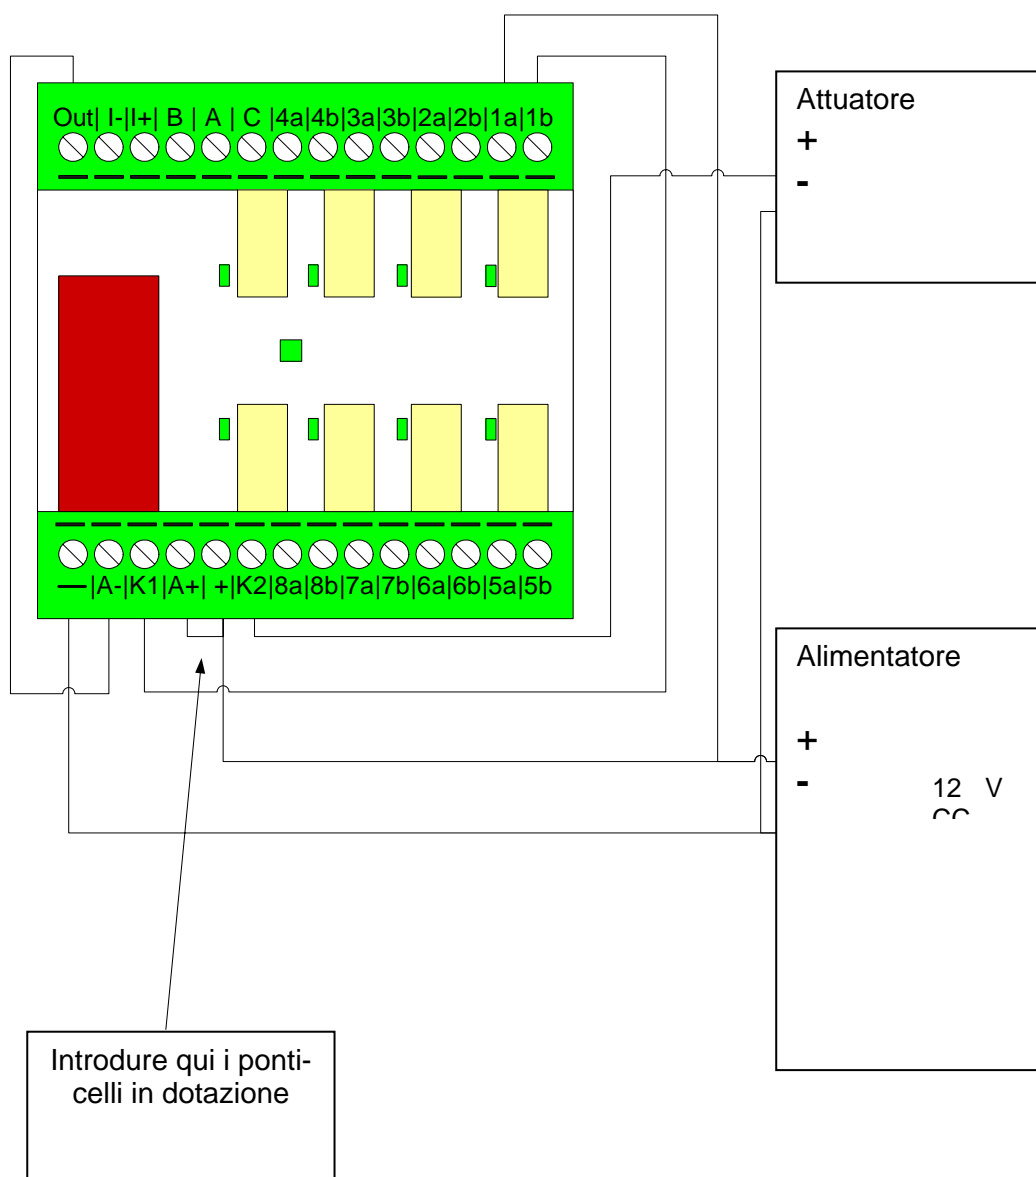 Out| I-|I+| B | A | C |4a|4b|3a|3b|2a|2b|1a|1b
—|A-|K1|A+| +|K2|8a|8b|7a|7b|6a|6b|5a|5b
Attuatore
+
-
Alimentatore
+
-
12 V
CC
Introdure qui i ponti-
celli in dotazione